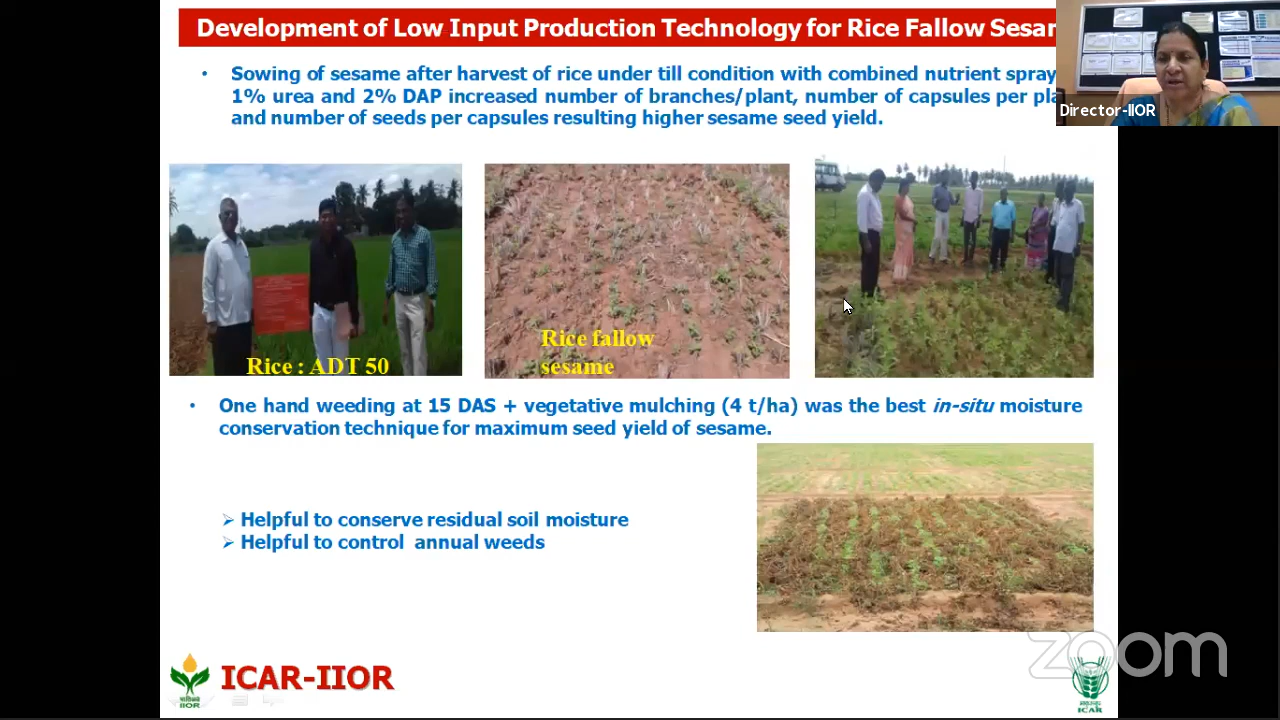 Development of Low Input Production Technology for Rice Fallow Sesam
Director-IIOR
• Sowing of sesame after harvest of rice under till condition with combined nutrient spray
1% urea and 2% DAP increased number of branches/plant, number of capsules per pla
and number of seeds per capsules resulting higher sesame seed yield.
Rice : ADT 50
Rice fallow
sesame
• One hand weeding at 15 DAS + vegetative mulching (4 t/ha) was the best in-situ moisture
conservation technique for maximum seed yield of sesame.
➢ Helpful to conserve residual soil moisture
➢ Helpful to control annual weeds
ICAR-IIOR
IIOR
zoom
ICAR